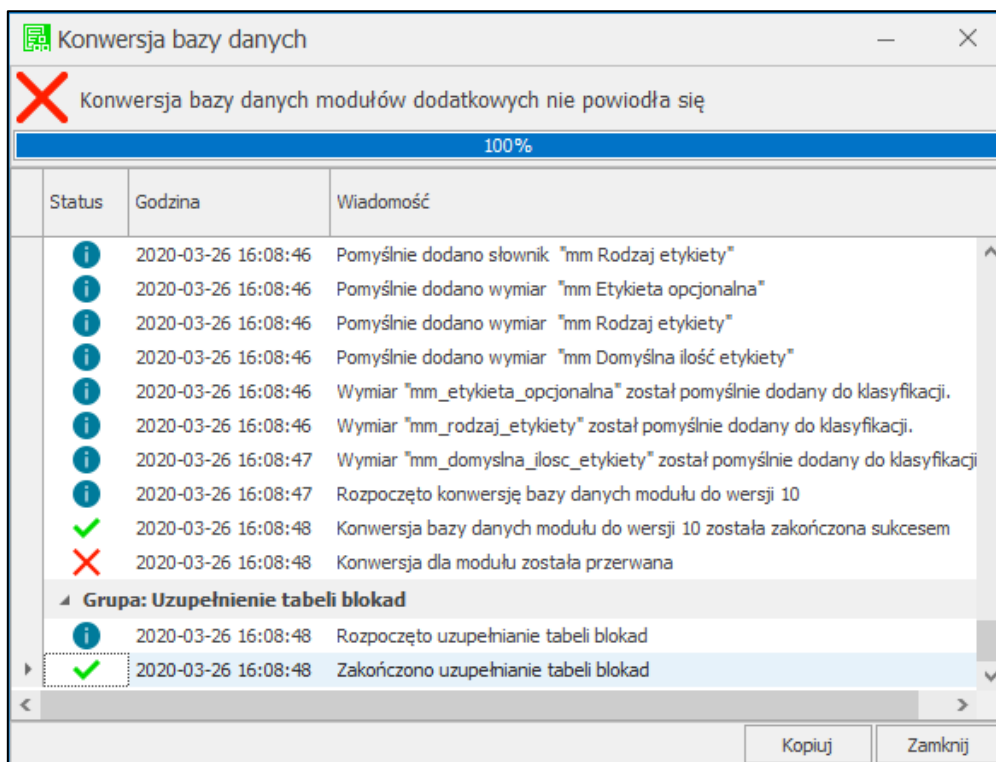 Konwersja bazy danych
Konwersja bazy danych modułów dodatkowych nie powiodła się
100%
Status Godzina Wiadomość
2020-03-26 16:08:46 Pomyślnie dodano słownik "mm Rodzaj etykiety"
2020-03-26 16:08:46 Pomyślnie dodano wymiar "mm Etykieta opcjonalna"
2020-03-26 16:08:46 Pomyślnie dodano wymiar "mm Rodzaj etykiety"
2020-03-26 16:08:46 Pomyślnie dodano wymiar "mm Domyślna ilość etykiety"
2020-03-26 16:08:46 Wymiar "mm_etykieta_opcjonalna" został pomyślnie dodany do klasyfikacji.
2020-03-26 16:08:46 Wymiar "mm_rodzaj_etykiety" został pomyślnie dodany do klasyfikacji.
2020-03-26 16:08:47 Wymiar "mm_domyslna_ilosc_etykiety" został pomyślnie dodany do klasyfikacji
2020-03-26 16:08:47 Rozpoczęto konwersję bazy danych modułu do wersji 10
2020-03-26 16:08:48 Konwersja bazy danych modułu do wersji 10 została zakończona sukcesem
2020-03-26 16:08:48 Konwersja dla modułu została przerwana
Grupa: Uzupełnienie tabeli blokad
2020-03-26 16:08:48 Rozpoczęto uzupełnianie tabeli blokad
2020-03-26 16:08:48 Zakończono uzupełnianie tabeli blokad
Kopiuj Zamknij